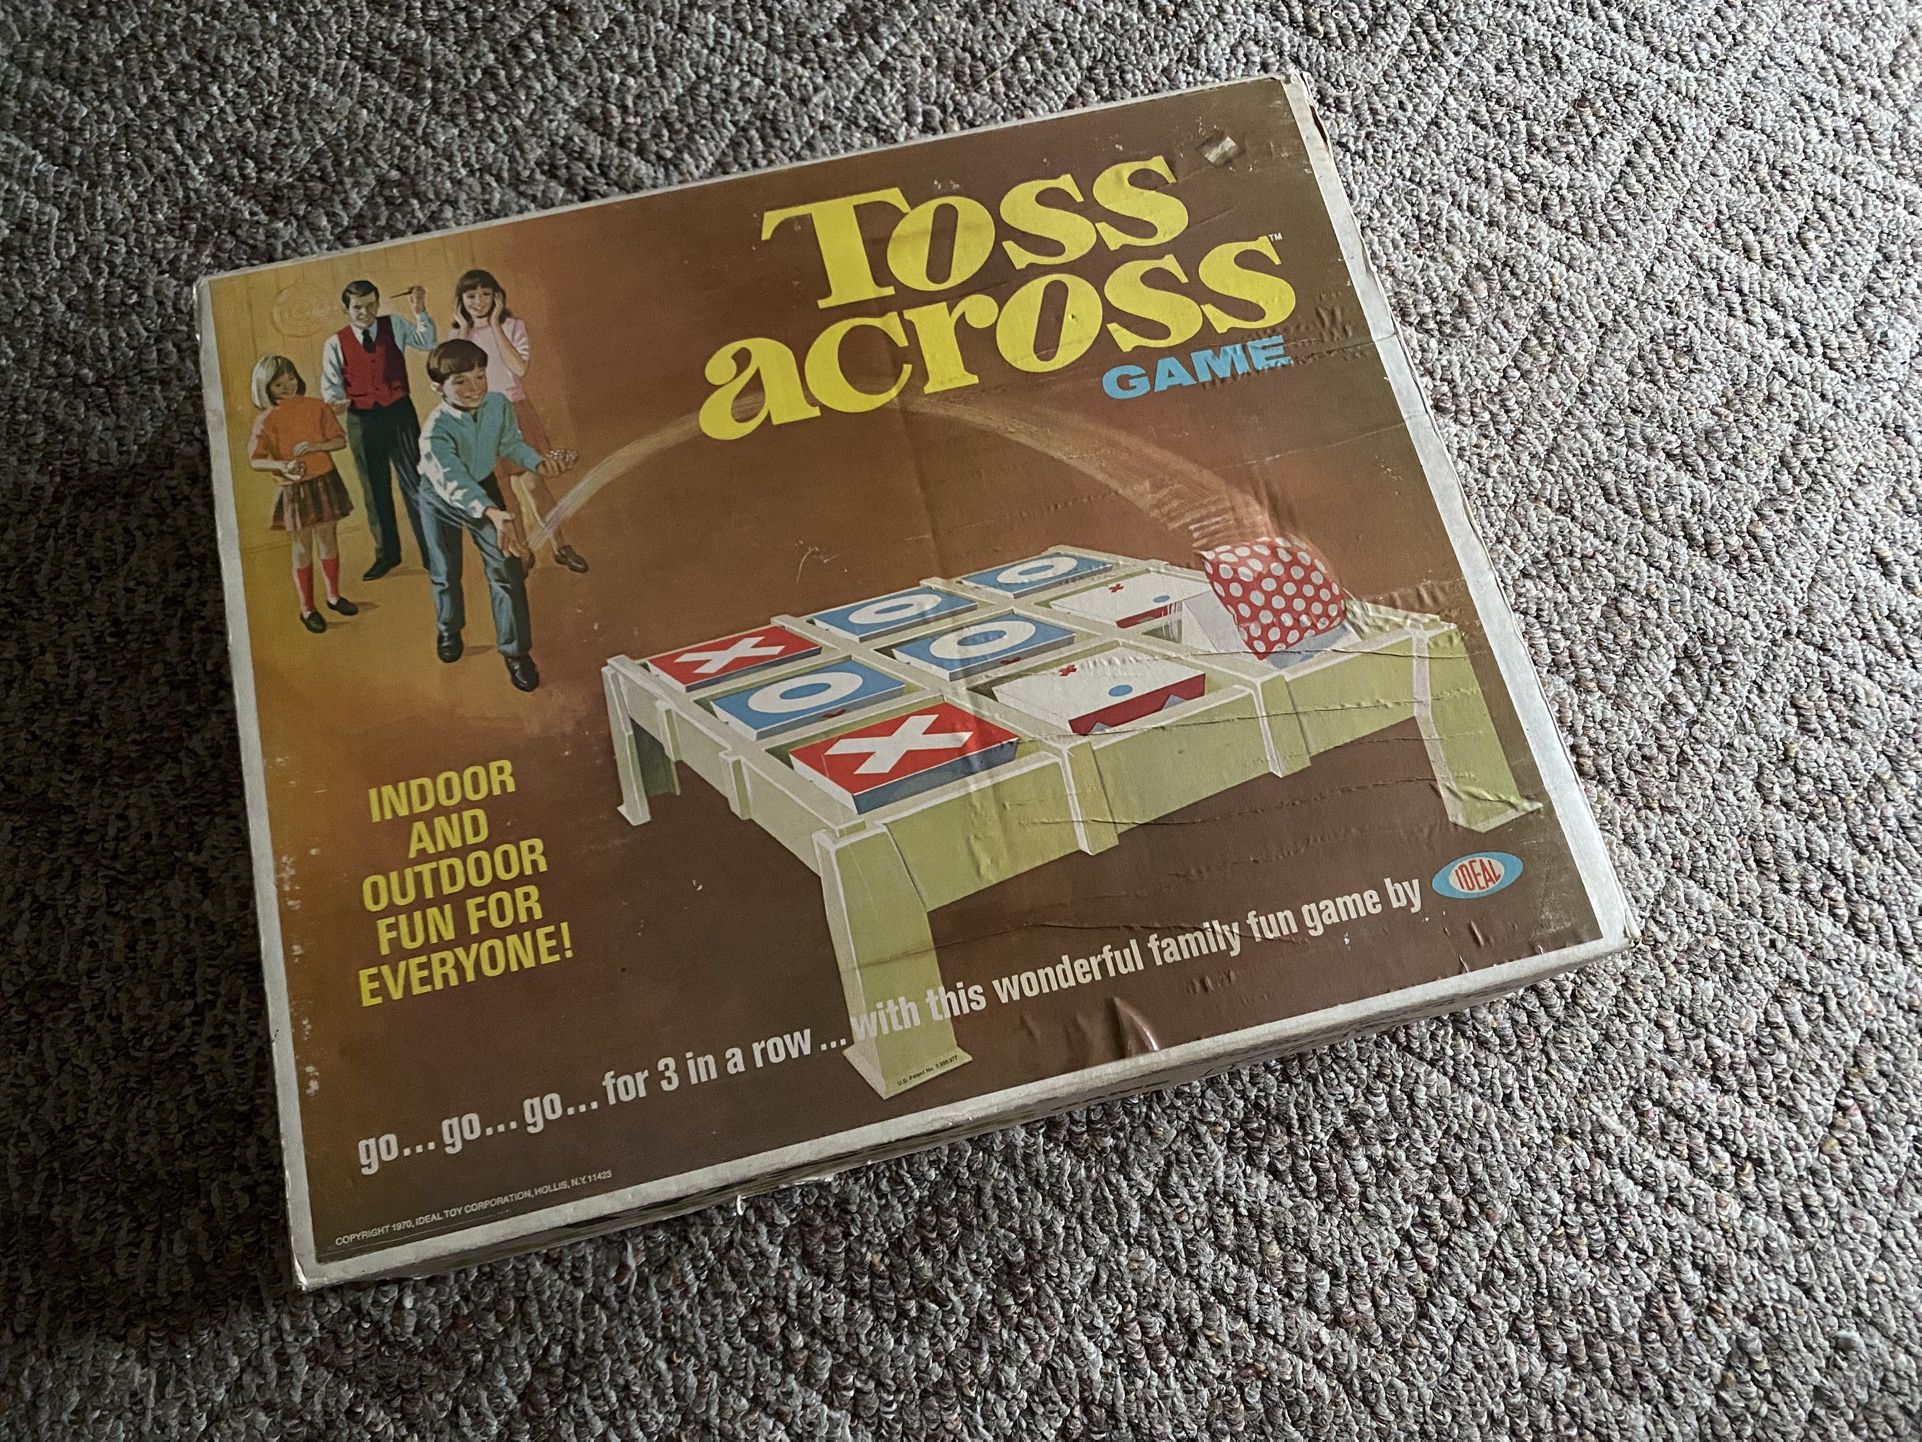 Toss
across™
GAME
X
O
O
O
O
X
INDOOR
AND
OUTDOOR
FUN FOR
EVERYONE!
go... go... go... for 3 in a row ... with this wonderful family fun game by
IDEAL
COPYRIGHT 1970, IDEAL TOY CORPORATION, HOLLIS, N.Y. 11423